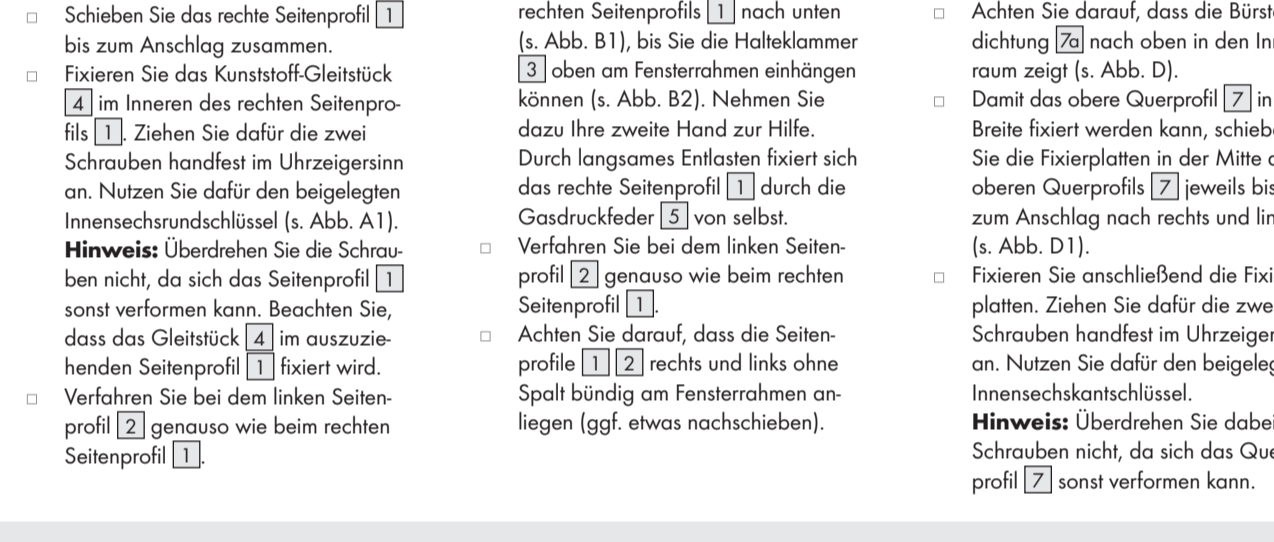 Schieben Sie das rechte Seitenprofil 1
bis zum Anschlag zusammen.
Fixieren Sie das Kunststoff-Gleitstück
4 im Inneren des rechten Seitenpro-
fils 1. Ziehen Sie dafür die zwei
Schrauben handfest im Uhrzeigersinn
an. Nutzen Sie dafür den beigelegten
Innensechsrundschlüssel (s. Abb. A1).
Hinweis: Überdrehen Sie die Schrau-
ben nicht, da sich das Seitenprofil 1
sonst verformen kann. Beachten Sie,
dass das Gleitstück 4 im auszuzie-
henden Seitenprofil 1 fixiert wird.
Verfahren Sie bei dem linken Seiten-
profil 2 genauso wie beim rechten
Seitenprofil 1.
rechten Seitenprofils 1 nach unten
(s. Abb. B1), bis Sie die Halteklammer
3 oben am Fensterrahmen einhängen
können (s. Abb. B2). Nehmen Sie
dazu Ihre zweite Hand zur Hilfe.
Durch langsames Entlasten fixiert sich
das rechte Seitenprofil 1 durch die
Gasdruckfeder 5 von selbst.
Verfahren Sie bei dem linken Seiten-
profil 2 genauso wie beim rechten
Seitenprofil 1.
Achten Sie darauf, dass die Seiten-
profile 1 2 rechts und links ohne
Spalt bündig am Fensterrahmen an-
liegen (ggf. etwas nachschieben).
Achten Sie darauf, dass die Bürst
dichtung 7a nach oben in den In
raum zeigt (s. Abb. D).
Damit das obere Querprofil 7 in
Breite fixiert werden kann, schieb
Sie die Fixierplatten in der Mitte
oberen Querprofils 7 jeweils bis
zum Anschlag nach rechts und lin
(s. Abb. D1).
Fixieren Sie anschließend die Fixi
platten. Ziehen Sie dafür die zwe
Schrauben handfest im Uhrzeiger
an. Nutzen Sie dafür den beigeleg
Innensechskantschlüssel.
Hinweis: Überdrehen Sie dabei
Schrauben nicht, da sich das Que
profil 7 sonst verformen kann.